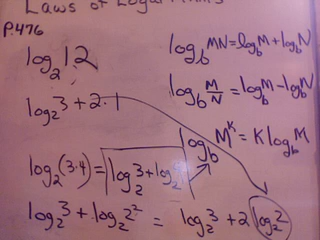 Laws of Logarithms
P.476
log₂12
log₂3 + 2·1
log₂(3·4) = log₂3 + log₂
log₂3 + log₂2² = log₂3 + 2 log₂2
log_b MN = log_b M + log_b N
log_b M/N = log_b M - log_b N
log_b M^K = K log_b M